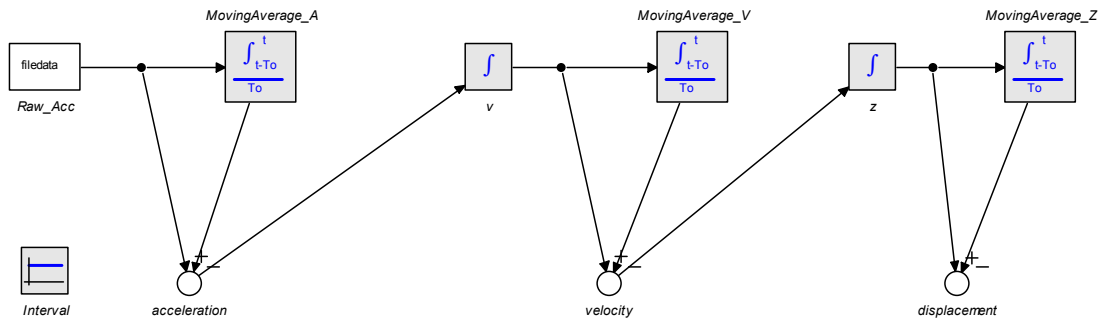 MovingAverage_A
MovingAverage_V
MovingAverage_Z
filedata
∫ t
t-To
To
∫
∫ t
t-To
To
∫
∫ t
t-To
To
Raw_Acc
v
z
+
−
+
−
+
−
Interval
acceleration
velocity
displacement